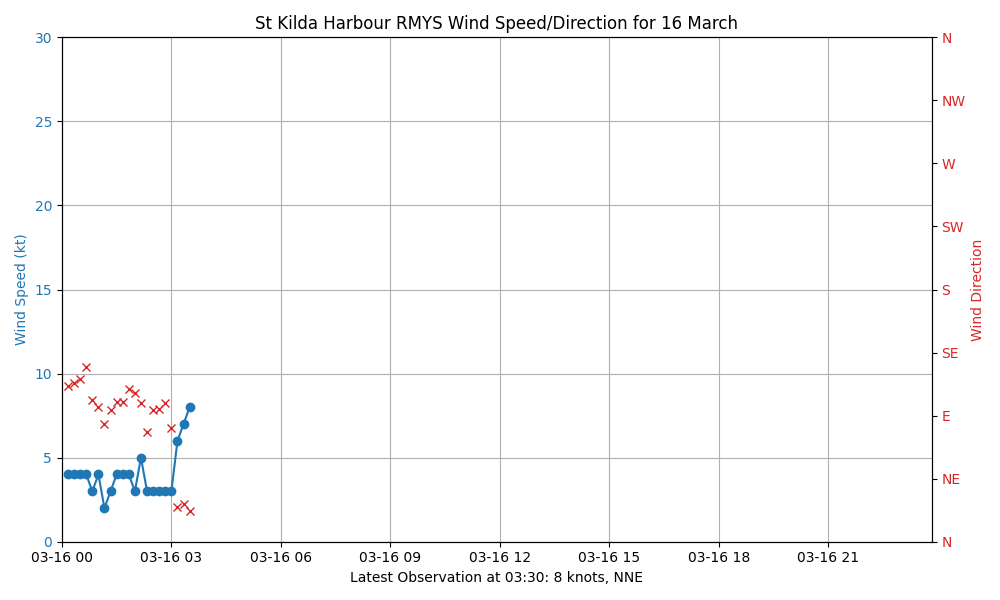 St Kilda Harbour RMYS Wind Speed/Direction for 16 March
30
25
20
15
10
5
0
Wind Speed (kt)
N
NW
W
SW
S
SE
E
NE
N
Wind Direction
03-16 00
03-16 03
03-16 06
03-16 09
03-16 12
03-16 15
03-16 18
03-16 21
Latest Observation at 03:30: 8 knots, NNE